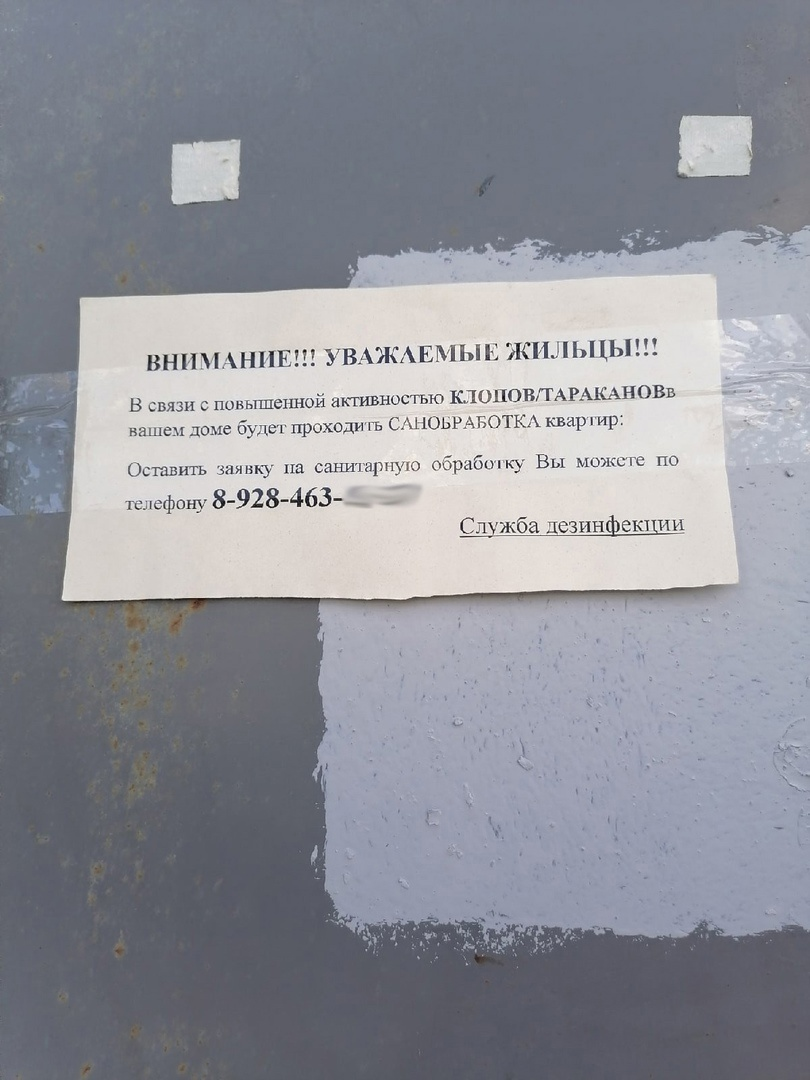 ВНИМАНИЕ!!! УВАЖАЕМЫЕ ЖИЛЬЦЫ!!!
В связи с повышенной активностью КЛОПОВ/ТАРАКАНОВв
вашем доме будет проходить САНОБРАБОТКА квартир:
Оставить заявку на санитарную обработку Вы можете по
телефону 8-928-463-
Служба дезинфекции